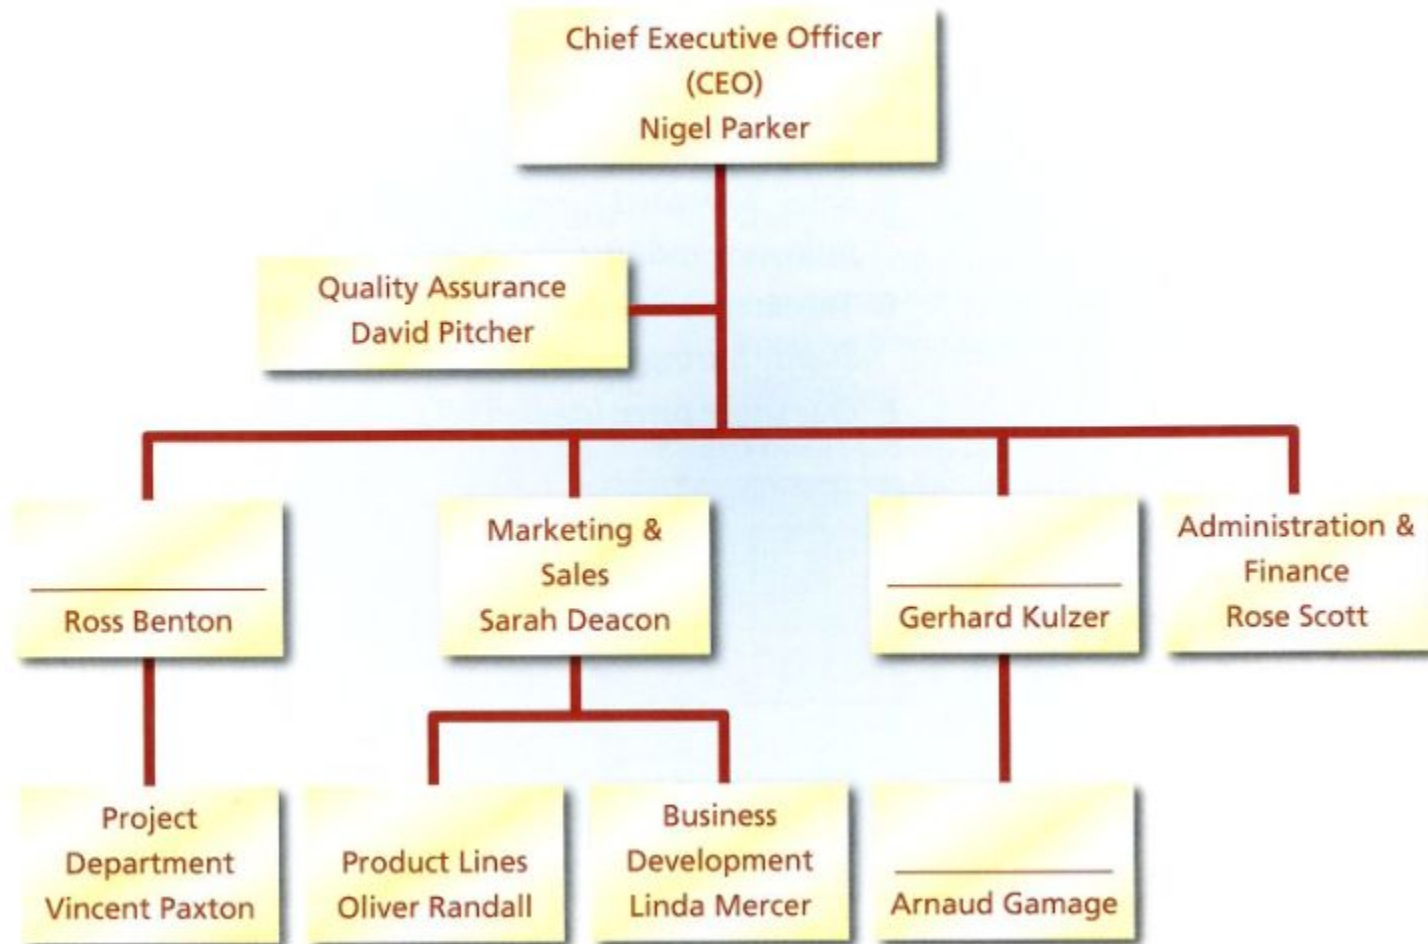 Chief Executive Officer
(CEO)
Nigel Parker
Quality Assurance
David Pitcher
Ross Benton
Marketing &
Sales
Sarah Deacon
Gerhard Kulzer
Administration &
Finance
Rose Scott
Project
Department
Vincent Paxton
Product Lines
Oliver Randall
Business
Development
Linda Mercer
Arnaud Gamage